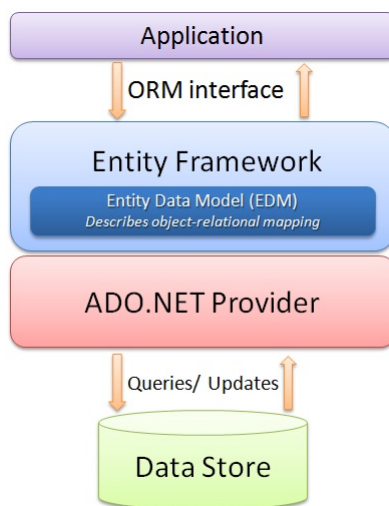 Application
ORM interface
Entity Framework
Entity Data Model (EDM)
Describes object-relational mapping
ADO.NET Provider
Queries/ Updates
Data Store